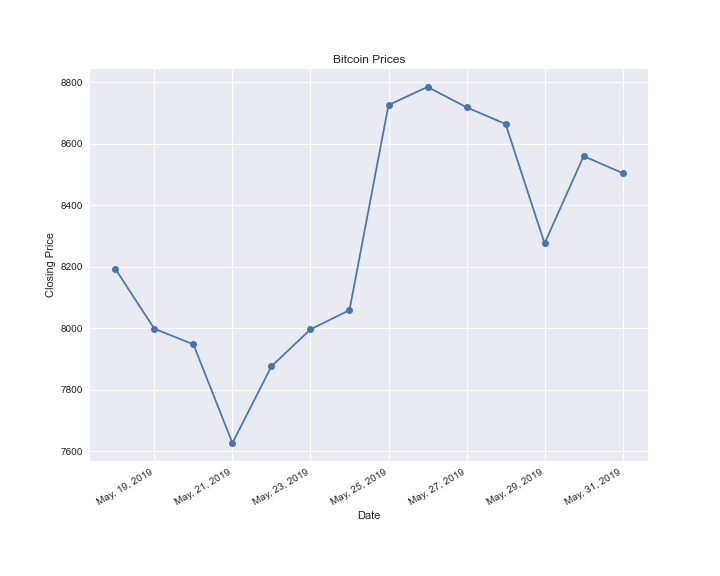 Bitcoin Prices
8800
8600
8400
8200
8000
7800
7600
Closing Price
May, 19, 2019
May, 21, 2019
May, 23, 2019
May, 25, 2019
May, 27, 2019
May, 29, 2019
May, 31, 2019
Date